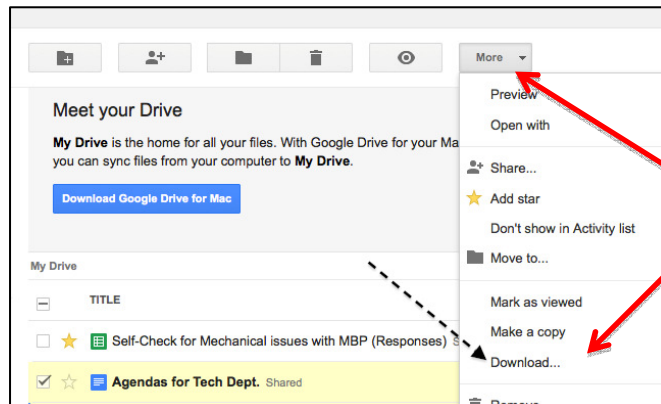 More
Meet your Drive
My Drive is the home for all your files. With Google Drive for your Ma
you can sync files from your computer to My Drive.
Download Google Drive for Mac
My Drive
TITLE
Self-Check for Mechanical issues with MBP (Responses)
Agendas for Tech Dept. Shared
Preview
Open with
Share...
Add star
Don't show in Activity list
Move to...
Mark as viewed
Make a copy
Download...
Remove